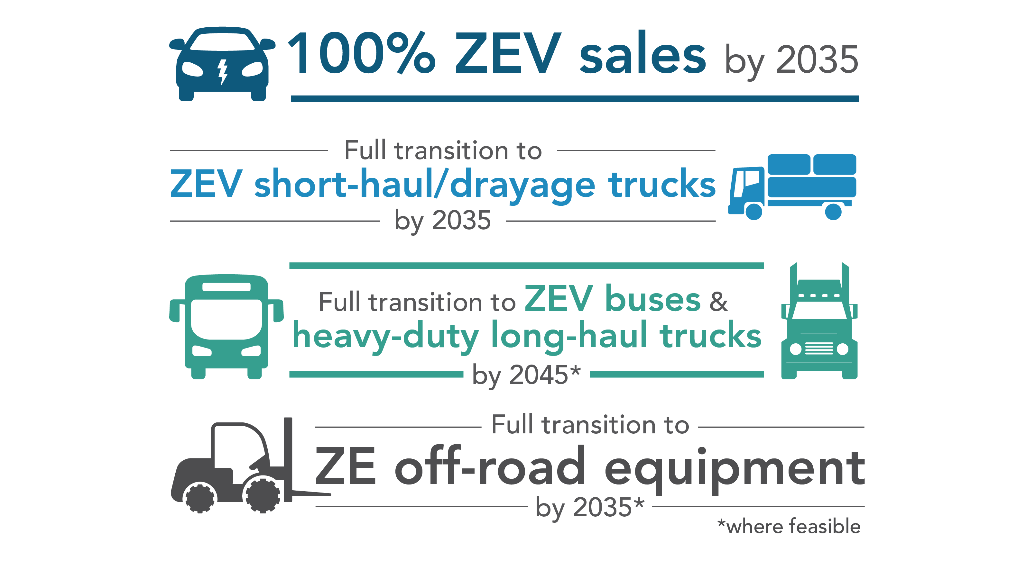 100% ZEV sales by 2035
Full transition to
ZEV short-haul/drayage trucks
by 2035
Full transition to ZEV buses &
heavy-duty long-haul trucks
by 2045*
Full transition to
ZE off-road equipment
by 2035*
*where feasible